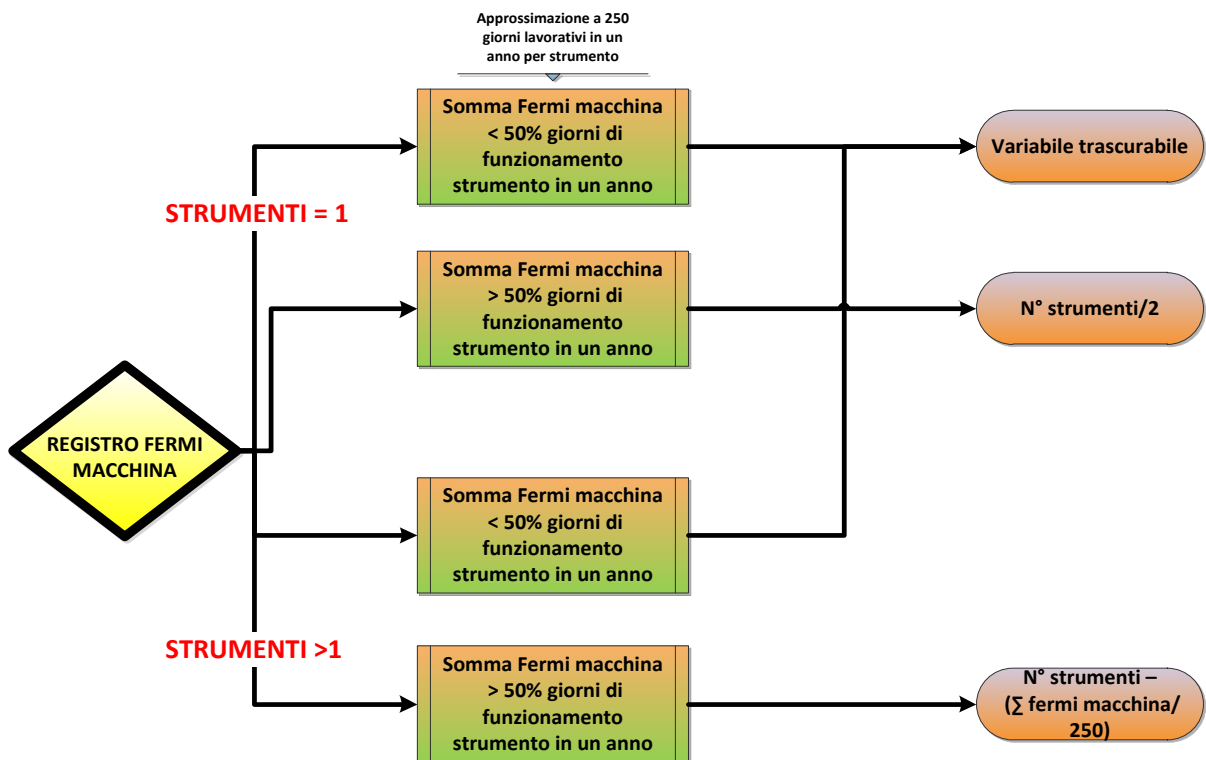 Approssimazione a 250
giorni lavorativi in un
anno per strumento
Somma Fermi macchina
< 50% giorni di
funzionamento
strumento in un anno
Variabile trascurabile
STRUMENTI = 1
Somma Fermi macchina
> 50% giorni di
funzionamento
strumento in un anno
N° strumenti/2
REGISTRO FERMI
MACCHINA
Somma Fermi macchina
< 50% giorni di
funzionamento
strumento in un anno
STRUMENTI >1
Somma Fermi macchina
> 50% giorni di
funzionamento
strumento in un anno
N° strumenti –
(∑ fermi macchina/
250)